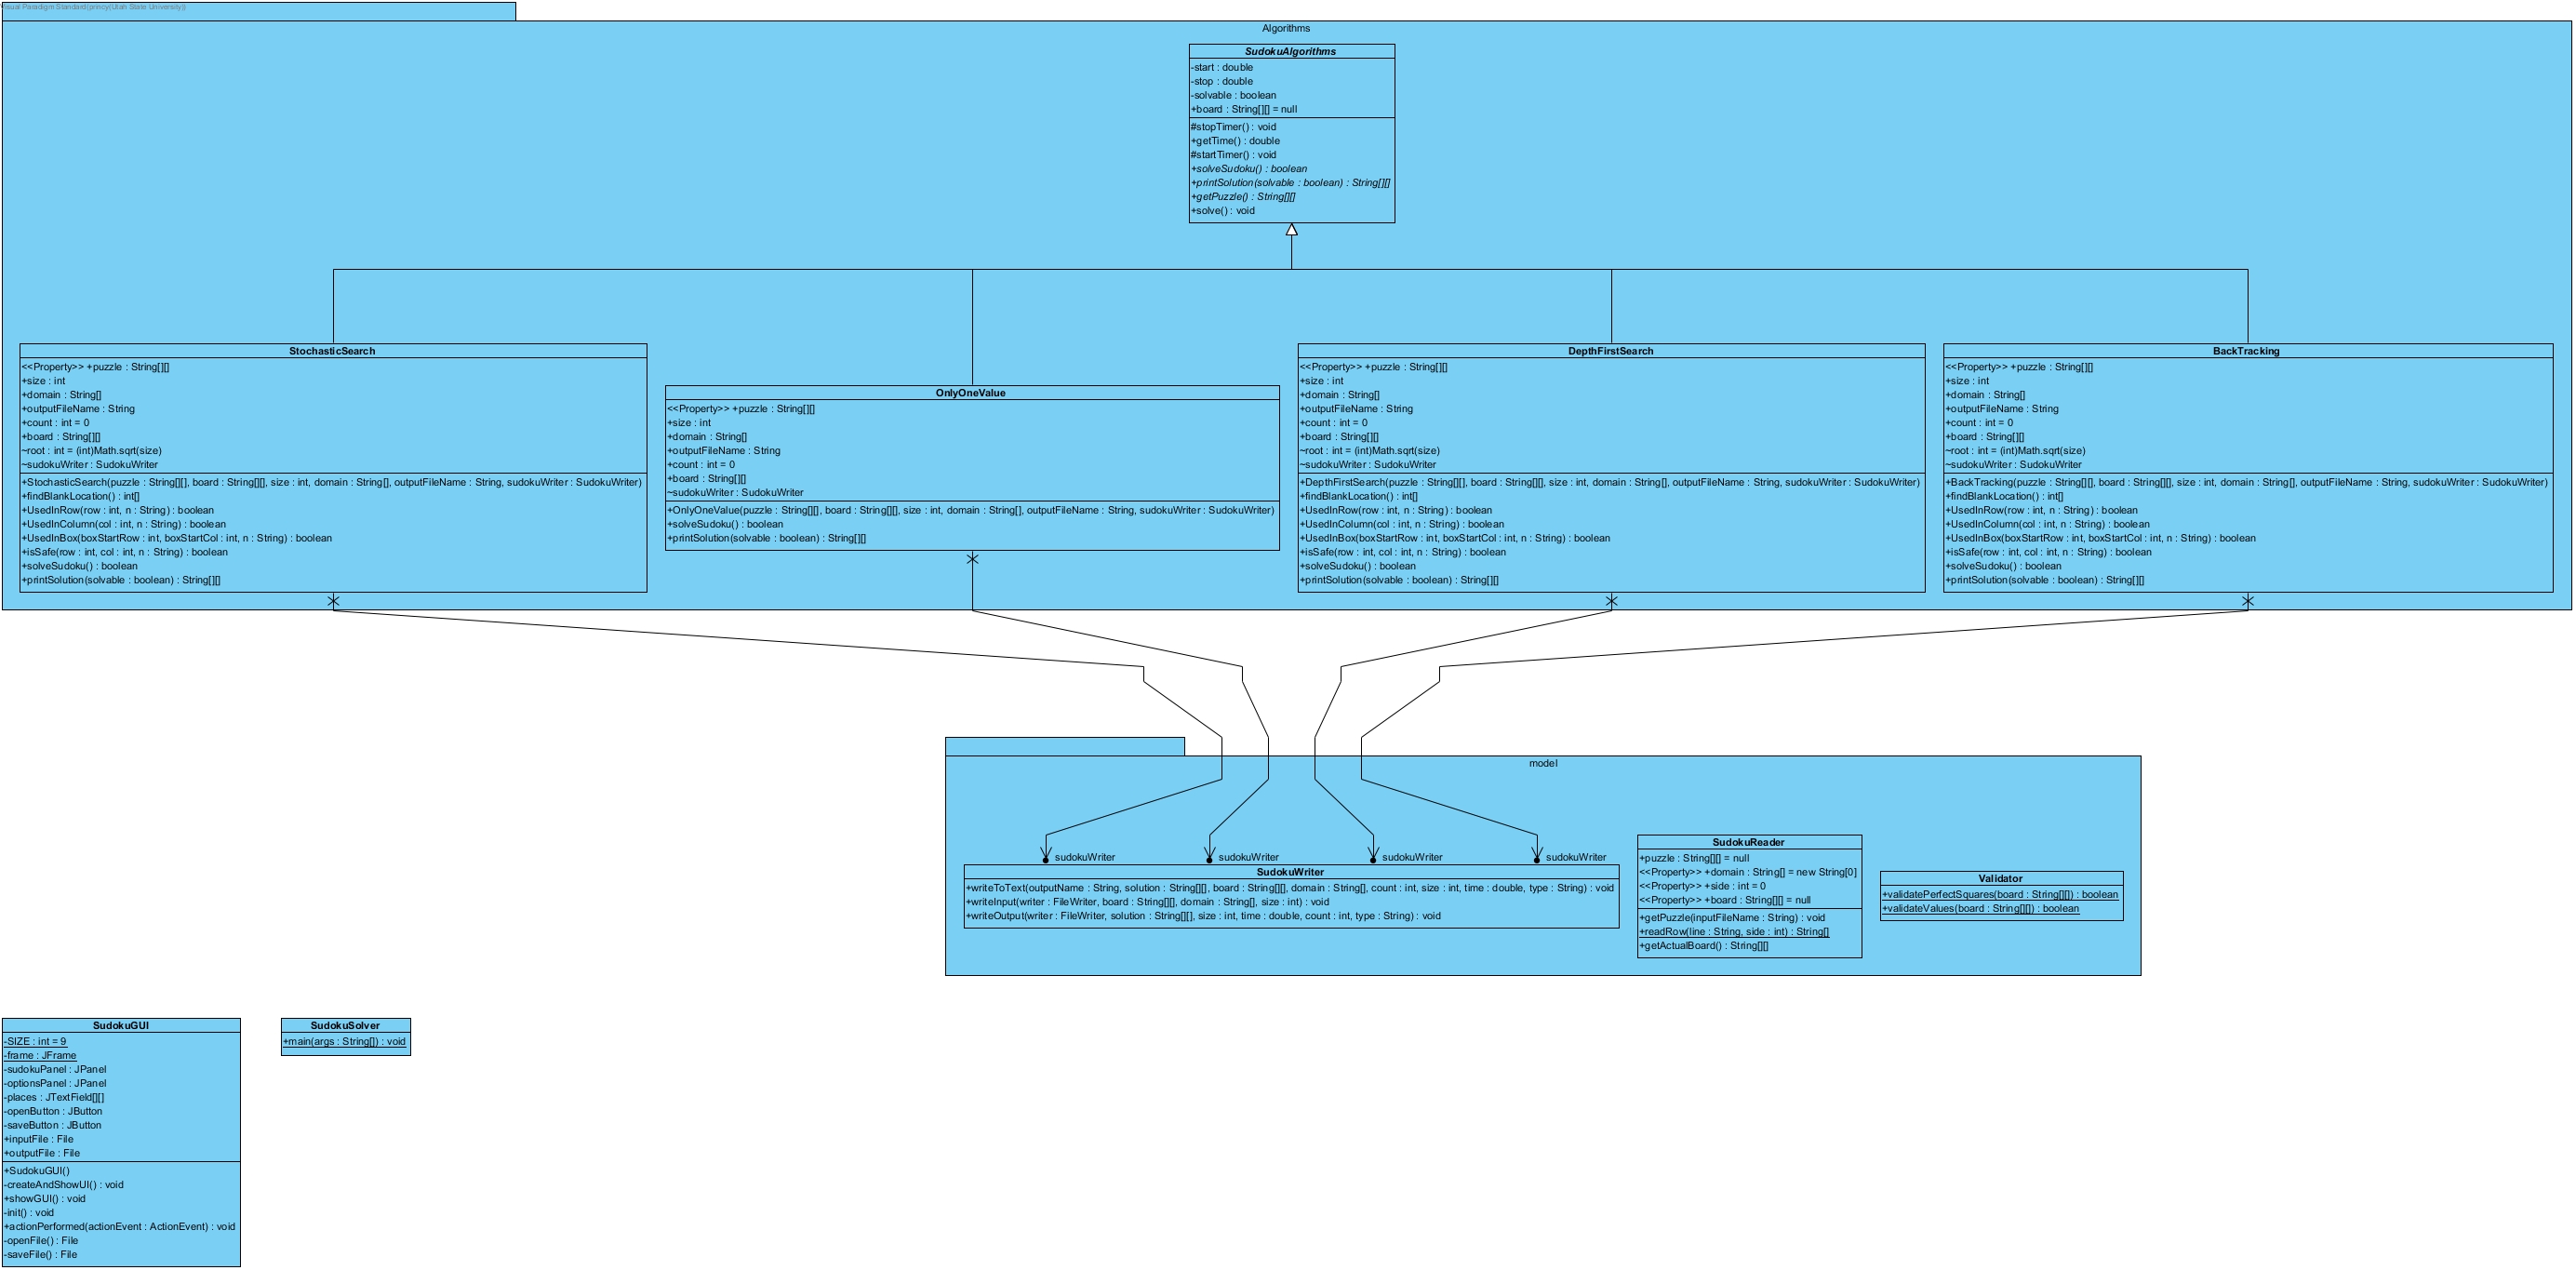 Visual Paradigm Standard(princy(Utah State University))
Algorithms
SudokuAlgorithms
-start : double
-stop : double
-solvable : boolean
+board : String[][] = null
#stopTimer() : void
+getTime() : double
#startTimer() : void
+solveSudoku() : boolean
+printSolution(solvable : boolean) : String[][]
+getPuzzle() : String[][]
+solve() : void
StochasticSearch
<<Property>> +puzzle : String[][]
+size : int
+domain : String[]
+outputFileName : String
+count : int = 0
+board : String[][]
~root : int = (int)Math.sqrt(size)
~sudokuWriter : SudokuWriter
+StochasticSearch(puzzle : String[][], board : String[][], size : int, domain : String[], outputFileName : String, sudokuWriter : SudokuWriter)
+findBlankLocation() : int[]
+UsedInRow(row : int, n : String) : boolean
+UsedInColumn(col : int, n : String) : boolean
+UsedInBox(boxStartRow : int, boxStartCol : int, n : String) : boolean
+isSafe(row : int, col : int, n : String) : boolean
+solveSudoku() : boolean
+printSolution(solvable : boolean) : String[][]
OnlyOneValue
<<Property>> +puzzle : String[][]
+size : int
+domain : String[]
+outputFileName : String
+count : int = 0
+board : String[][]
~sudokuWriter : SudokuWriter
+OnlyOneValue(puzzle : String[][], board : String[][], size : int, domain : String[], outputFileName : String, sudokuWriter : SudokuWriter)
+solveSudoku() : boolean
+printSolution(solvable : boolean) : String[][]
DepthFirstSearch
<<Property>> +puzzle : String[][]
+size : int
+domain : String[]
+outputFileName : String
+count : int = 0
+board : String[][]
~root : int = (int)Math.sqrt(size)
~sudokuWriter : SudokuWriter
+DepthFirstSearch(puzzle : String[][], board : String[][], size : int, domain : String[], outputFileName : String, sudokuWriter : SudokuWriter)
+findBlankLocation() : int[]
+UsedInRow(row : int, n : String) : boolean
+UsedInColumn(col : int, n : String) : boolean
+UsedInBox(boxStartRow : int, boxStartCol : int, n : String) : boolean
+isSafe(row : int, col : int, n : String) : boolean
+solveSudoku() : boolean
+printSolution(solvable : boolean) : String[][]
BackTracking
<<Property>> +puzzle : String[][]
+size : int
+domain : String[]
+outputFileName : String
+count : int = 0
+board : String[][]
~root : int = (int)Math.sqrt(size)
~sudokuWriter : SudokuWriter
+BackTracking(puzzle : String[][], board : String[][], size : int, domain : String[], outputFileName : String, sudokuWriter : SudokuWriter)
+findBlankLocation() : int[]
+UsedInRow(row : int, n : String) : boolean
+UsedInColumn(col : int, n : String) : boolean
+UsedInBox(boxStartRow : int, boxStartCol : int, n : String) : boolean
+isSafe(row : int, col : int, n : String) : boolean
+solveSudoku() : boolean
+printSolution(solvable : boolean) : String[][]
model
sudokuWriter
sudokuWriter
sudokuWriter
sudokuWriter
SudokuWriter
+writeToText(outputName : String, solution : String[][], board : String[][], domain : String[], count : int, size : int, time : double, type : String) : void
+writeInput(writer : FileWriter, board : String[][], domain : String[], size : int) : void
+writeOutput(writer : FileWriter, solution : String[][], size : int, time : double, count : int, type : String) : void
SudokuReader
+puzzle : String[][] = null
<<Property>> +domain : String[] = new String[0]
<<Property>> +side : int = 0
<<Property>> +board : String[][] = null
+getPuzzle(inputFileName : String) : void
+readRow(line : String, side : int) : String[]
+getActualBoard() : String[][]
Validator
+validatePerfectSquares(board : String[][]) : boolean
+validateValues(board : String[][]) : boolean
SudokuGUI
-SIZE : int = 9
-frame : JFrame
-sudokuPanel : JPanel
-optionsPanel : JPanel
-places : JTextField[][]
-openButton : JButton
-saveButton : JButton
+inputFile : File
+outputFile : File
+SudokuGUI()
-createAndShowUI() : void
+showGUI() : void
-init() : void
+actionPerformed(actionEvent : ActionEvent) : void
-openFile() : File
-saveFile() : File
SudokuSolver
+main(args : String[]) : void